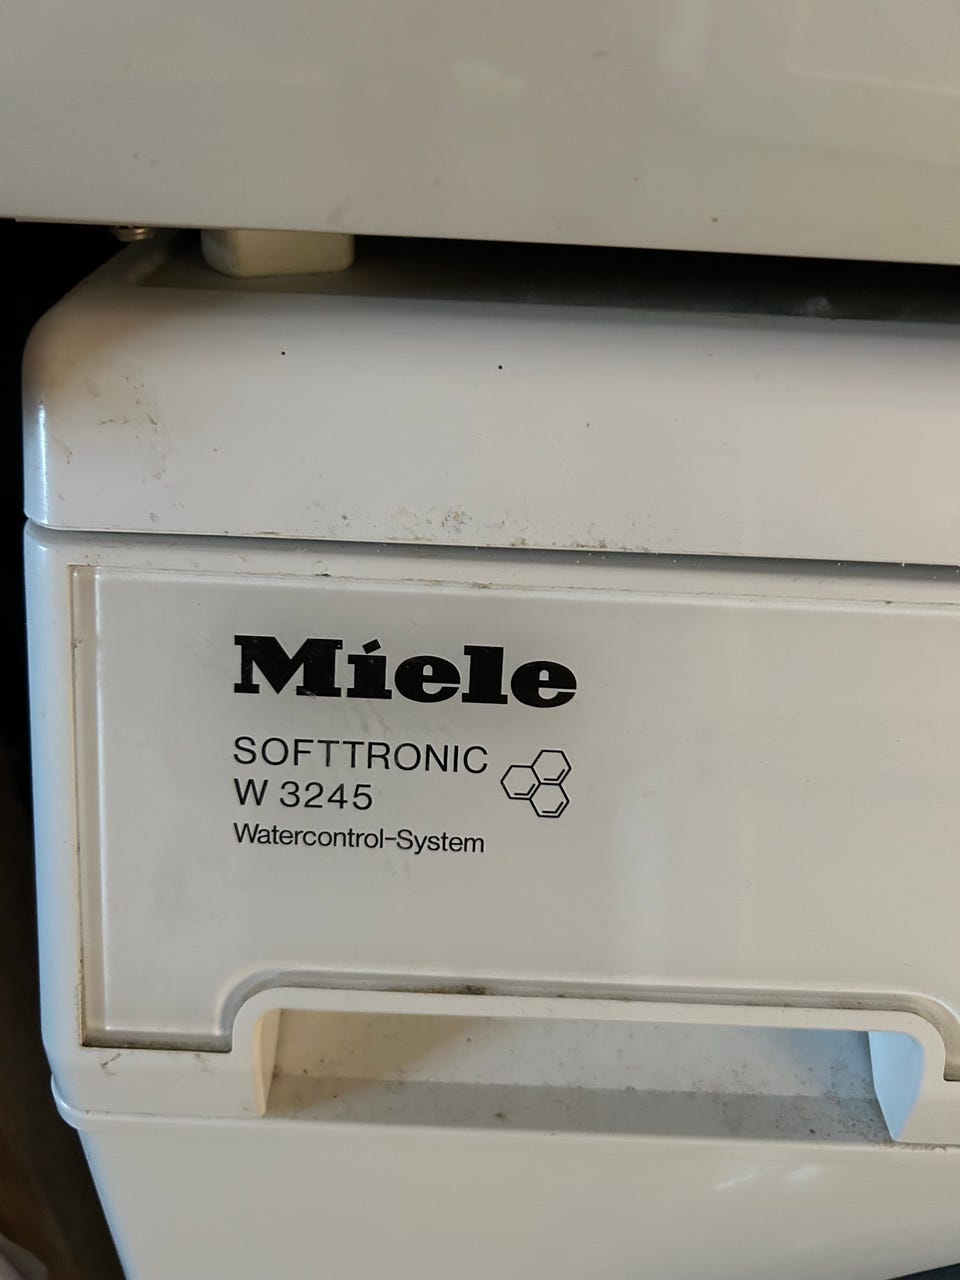 Miele
SOFTTRONIC
W 3245
Watercontrol-System